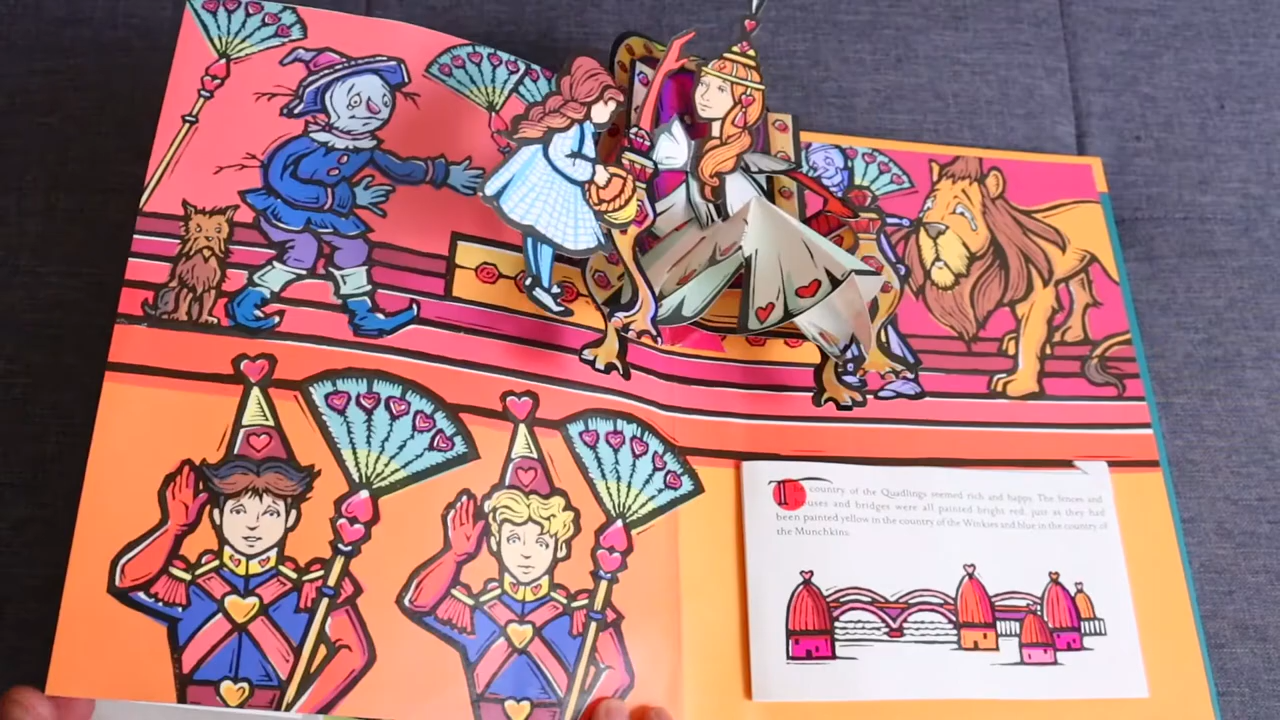 The country of the Quadlings seemed rich and happy. The fences and
houses and bridges were all painted bright red, just as they had
been painted yellow in the country of the Winkies and blue in the country of
the Munchkins.